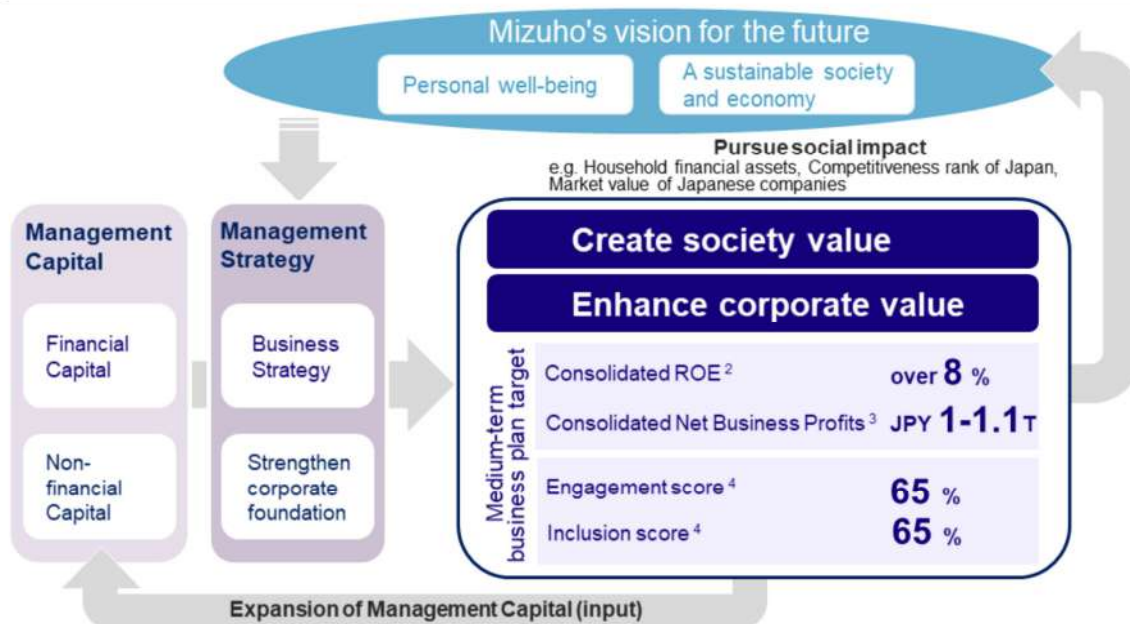 Mizuho's vision for the future
Personal well-being
A sustainable society
and economy
Pursue social impact
e.g. Household financial assets, Competitiveness rank of Japan,
Market value of Japanese companies
Management
Capital
Financial
Capital
Non-
financial
Capital
Management
Strategy
Business
Strategy
Strengthen
corporate
foundation
Create society value
Enhance corporate value
Medium-term
business plan target
Consolidated ROE 2 over 8 %
Consolidated Net Business Profits 3 JPY 1-1.1T
Engagement score 4 65 %
Inclusion score 4 65 %
Expansion of Management Capital (input)